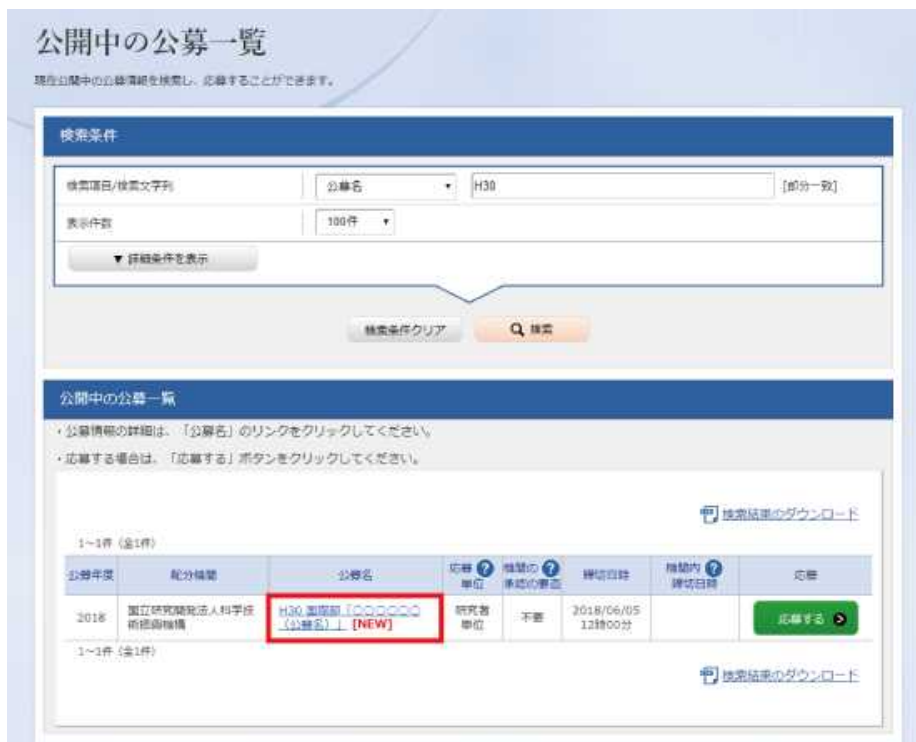 公開中の公募一覧
現在公開中の公募情報を検索し、応募することができます。
検索条件
検索項目/検索文字列 公募名 H30 [部分一致]
表示件数 100件
▼ 詳細条件を表示
検索条件クリア 検索
公開中の公募一覧
・公募情報の詳細は、「公募名」のリンクをクリックしてください。
・応募する場合は、「応募する」ボタンをクリックしてください。
検索結果のダウンロード
1~1件 (全1件)
公募年度 配分機関 公募名 応募単位 機関の承認の要否 締切日時 機関内締切日時 応募
2018 国立研究開発法人科学技術振興機構 H30 国際部「○○○○○○（公募名）」 [NEW] 研究者単位 不要 2018/06/05 12時00分 応募する
1~1件 (全1件)
検索結果のダウンロード